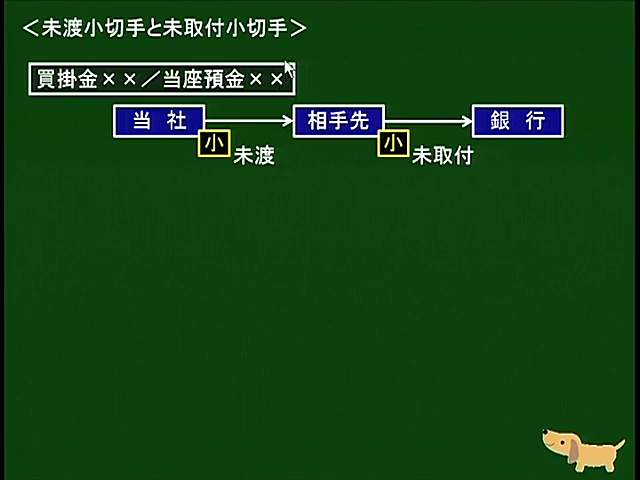 ＜未渡小切手と未取付小切手＞
買掛金××／当座預金××
当 社
相手先
銀 行
小
未渡
小
未取付